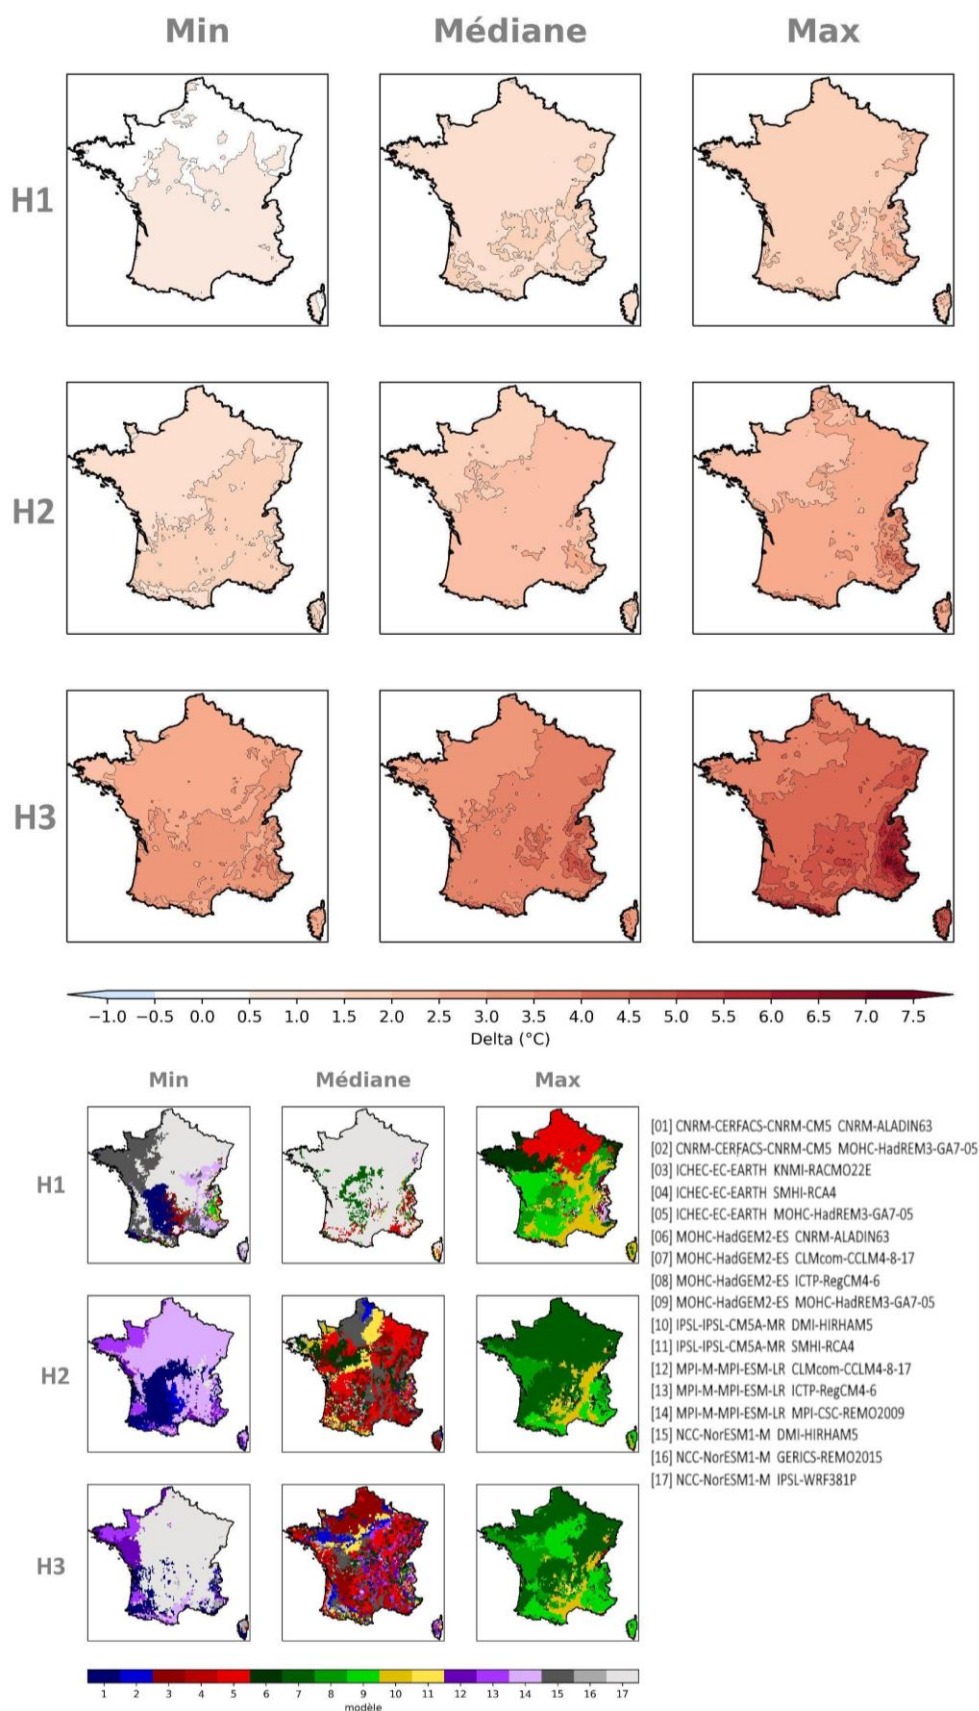 Min Médiane Max
H1
H2
H3
−1.0 −0.5 0.0 0.5 1.0 1.5 2.0 2.5 3.0 3.5 4.0 4.5 5.0 5.5 6.0 6.5 7.0 7.5
Delta (°C)
Min Médiane Max
H1
H2
H3
[01] CNRM-CERFACS-CNRM-CM5 CNRM-ALADIN63
[02] CNRM-CERFACS-CNRM-CM5 MOHC-HadREM3-GA7-05
[03] ICHEC-EC-EARTH KNMI-RACMO22E
[04] ICHEC-EC-EARTH SMHI-RCA4
[05] ICHEC-EC-EARTH MOHC-HadREM3-GA7-05
[06] MOHC-HadGEM2-ES CNRM-ALADIN63
[07] MOHC-HadGEM2-ES CLMcom-CCLM4-8-17
[08] MOHC-HadGEM2-ES ICTP-RegCM4-6
[09] MOHC-HadGEM2-ES MOHC-HadREM3-GA7-05
[10] IPSL-IPSL-CM5A-MR DMI-HIRHAM5
[11] IPSL-IPSL-CM5A-MR SMHI-RCA4
[12] MPI-M-MPI-ESM-LR CLMcom-CCLM4-8-17
[13] MPI-M-MPI-ESM-LR ICTP-RegCM4-6
[14] MPI-M-MPI-ESM-LR MPI-CSC-REMO2009
[15] NCC-NorESM1-M DMI-HIRHAM5
[16] NCC-NorESM1-M GERICS-REMO2015
[17] NCC-NorESM1-M IPSL-WRF381P
1 2 3 4 5 6 7 8 9 10 11 12 13 14 15 16 17
modèle